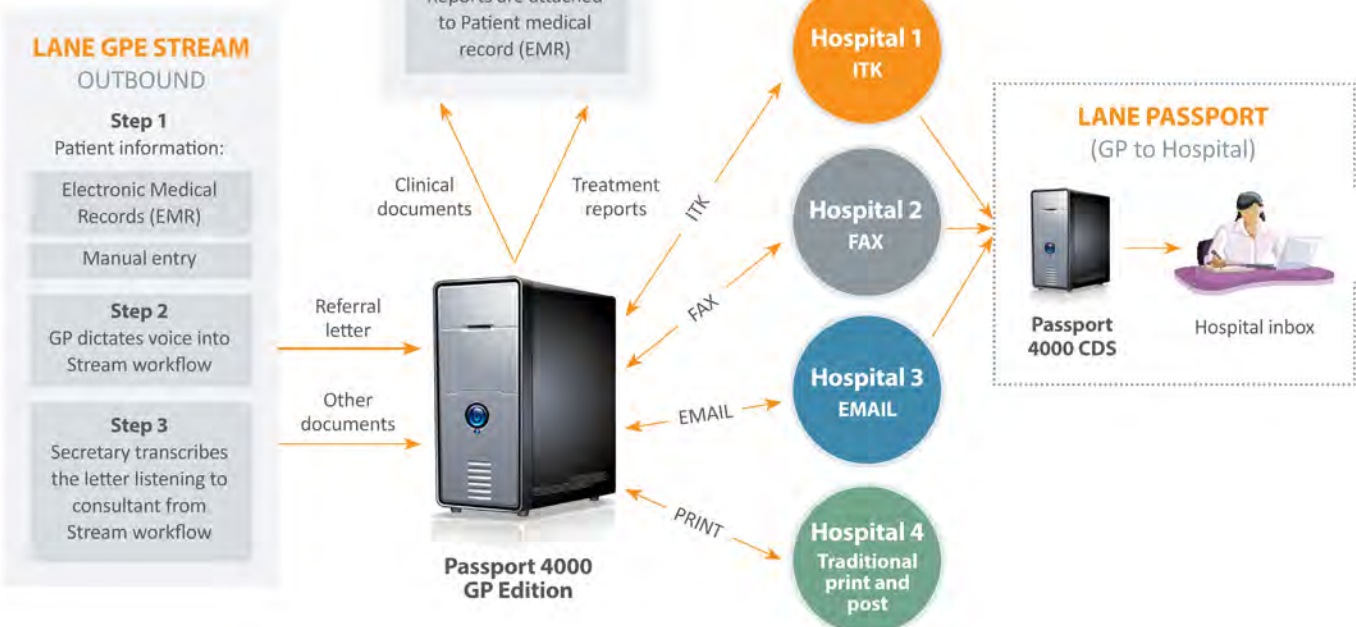 LANE GPE STREAM
OUTBOUND
Step 1
Patient information:
Electronic Medical
Records (EMR)
Manual entry
Step 2
GP dictates voice into
Stream workflow
Step 3
Secretary transcribes
the letter listening to
consultant from
Stream workflow
Reports are attached
to Patient medical
record (EMR)
Clinical
documents
Treatment
reports
Referral
letter
Other
documents
Passport 4000
GP Edition
ITK
FAX
EMAIL
PRINT
Hospital 1
ITK
Hospital 2
FAX
Hospital 3
EMAIL
Hospital 4
Traditional
print and
post
LANE PASSPORT
(GP to Hospital)
Passport
4000 CDS
Hospital inbox